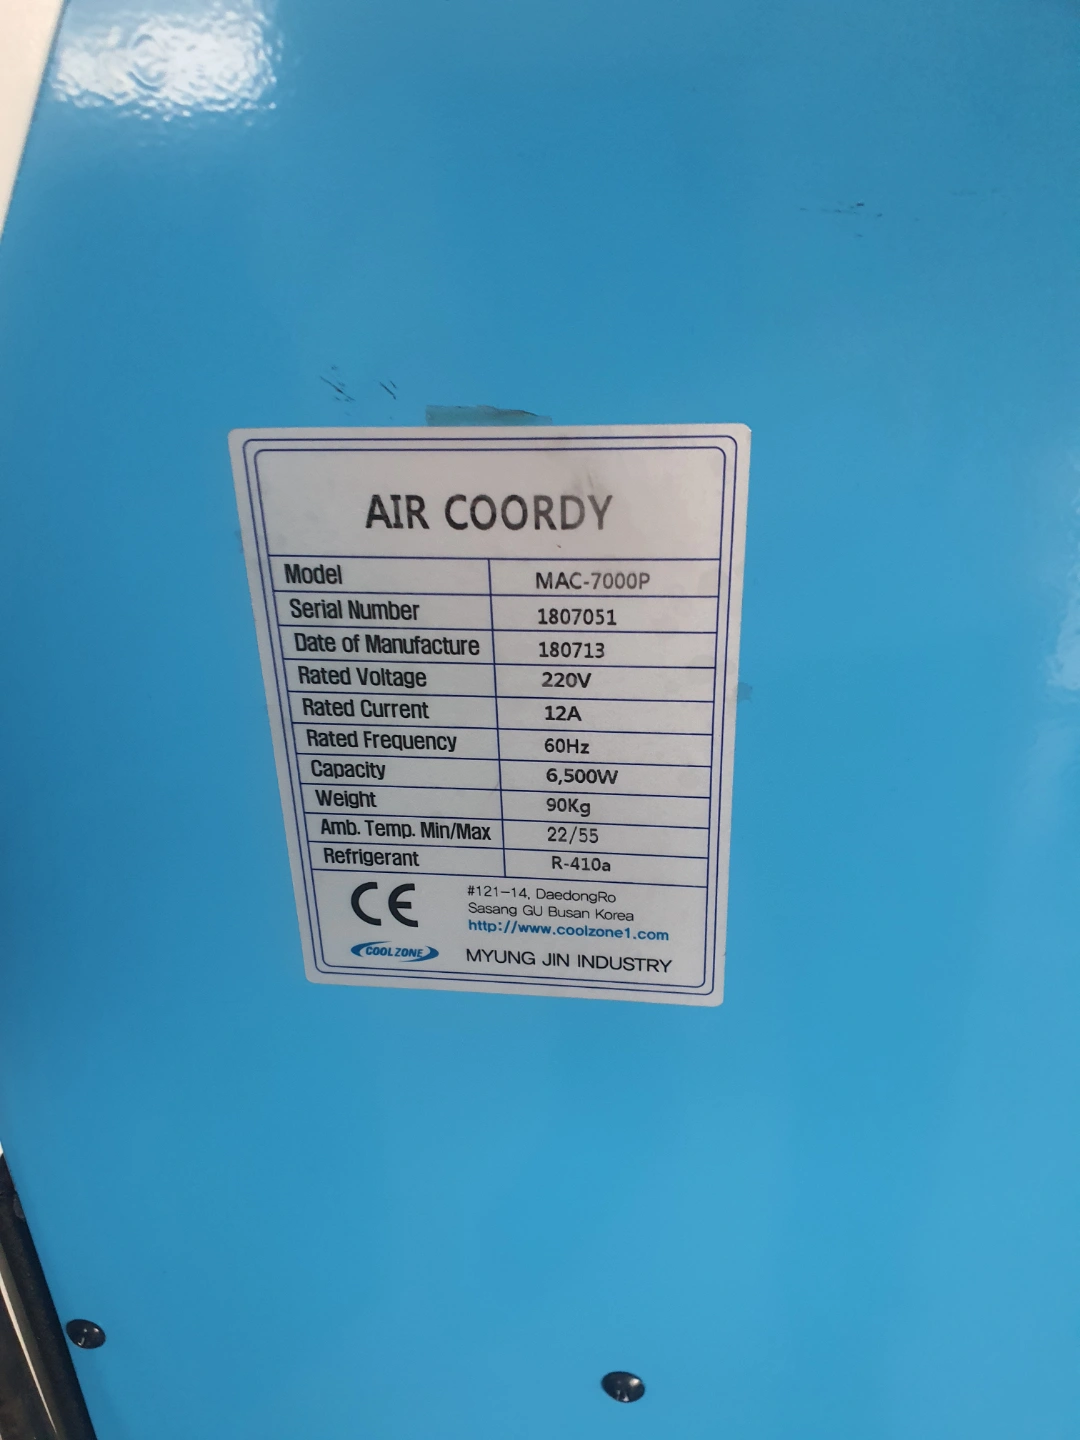 AIR COORDY
Model MAC-7000P
Serial Number 1807051
Date of Manufacture 180713
Rated Voltage 220V
Rated Current 12A
Rated Frequency 60Hz
Capacity 6,500W
Weight 90Kg
Amb. Temp. Min/Max 22/55
Refrigerant R-410a
CE
#121-14, DaedongRo
Sasang GU Busan Korea
http://www.coolzone1.com
COOLZONE MYUNG JIN INDUSTRY